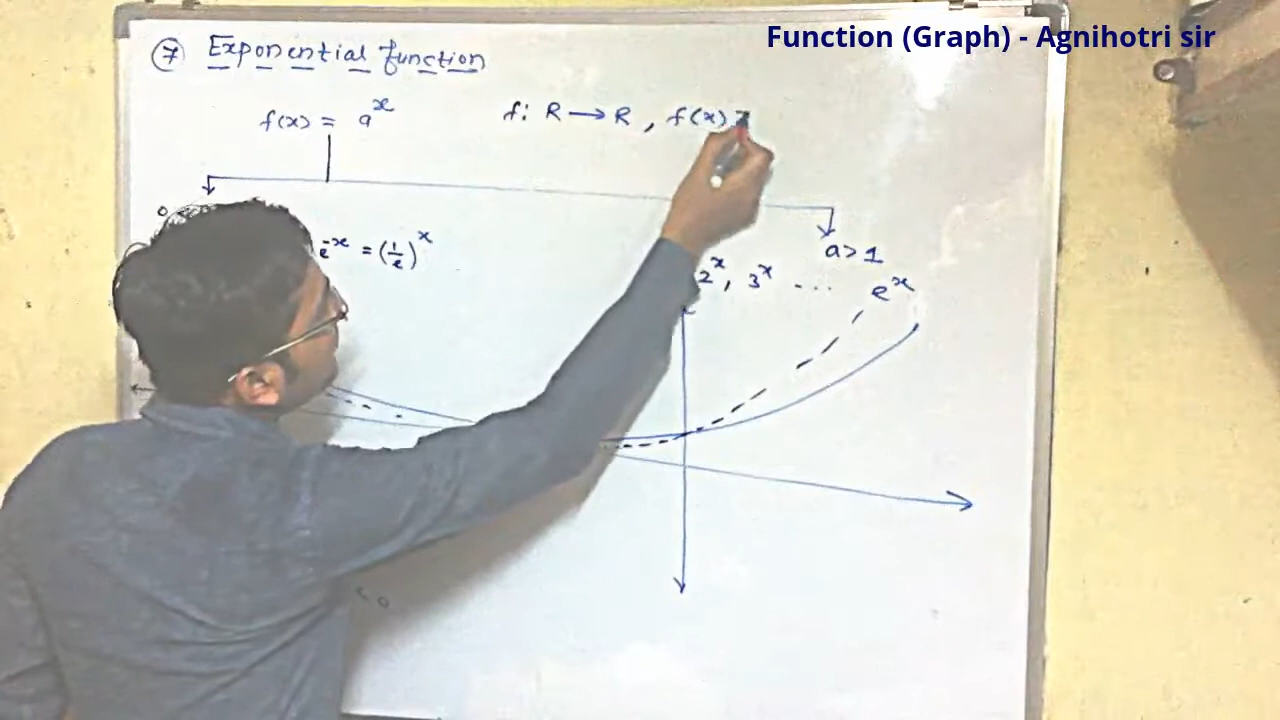 Function (Graph) - Agnihotri sir
7 Exponential function
f(x) = a^x
f: R → R , f(x) =
a > 1
e^-x = (1/e)^x
2^x, 3^x ... e^x